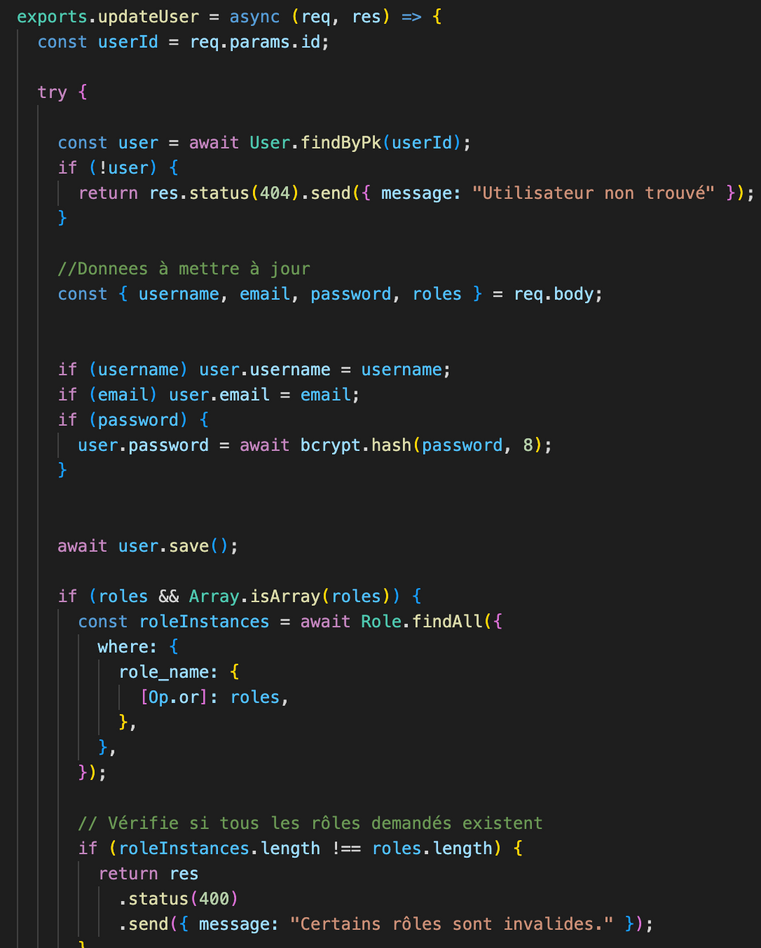 exports.updateUser = async (req, res) => {
const userId = req.params.id;
try {
const user = await User.findByPk(userId);
if (!user) {
return res.status(404).send({ message: "Utilisateur non trouvé" });
}
//Donnees à mettre à jour
const { username, email, password, roles } = req.body;
if (username) user.username = username;
if (email) user.email = email;
if (password) {
user.password = await bcrypt.hash(password, 8);
}
await user.save();
if (roles && Array.isArray(roles)) {
const roleInstances = await Role.findAll({
where: {
role_name: {
[Op.or]: roles,
},
},
});
// Vérifie si tous les rôles demandés existent
if (roleInstances.length !== roles.length) {
return res
.status(400)
.send({ message: "Certains rôles sont invalides." });
}